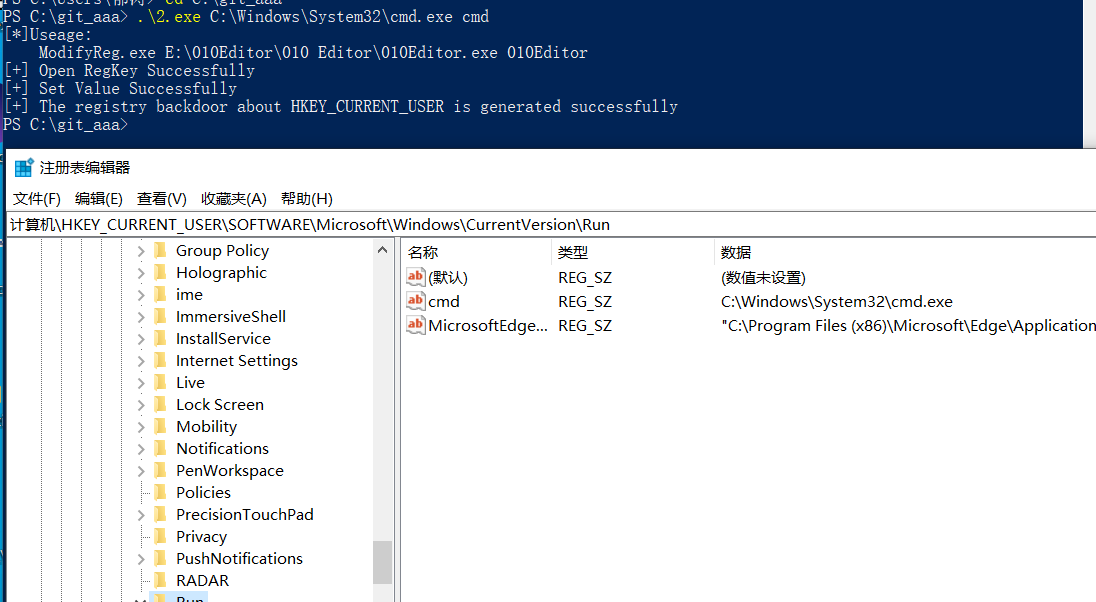 PS C:\git_aaa> .\2.exe C:\Windows\System32\cmd.exe cmd
[*]Useage:
ModifyReg.exe E:\010Editor\010 Editor\010Editor.exe 010Editor
[+] Open RegKey Successfully
[+] Set Value Successfully
[+] The registry backdoor about HKEY_CURRENT_USER is generated successfully
PS C:\git_aaa>
注册表编辑器
文件(F) 编辑(E) 查看(V) 收藏夹(A) 帮助(H)
计算机\HKEY_CURRENT_USER\SOFTWARE\Microsoft\Windows\CurrentVersion\Run
Group Policy
Holographic
ime
ImmersiveShell
InstallService
Internet Settings
Live
Lock Screen
Mobility
Notifications
PenWorkspace
Policies
PrecisionTouchPad
Privacy
PushNotifications
RADAR
Run
名称 类型 数据
(默认) REG_SZ (数值未设置)
cmd REG_SZ C:\Windows\System32\cmd.exe
MicrosoftEdge... REG_SZ "C:\Program Files (x86)\Microsoft\Edge\Application